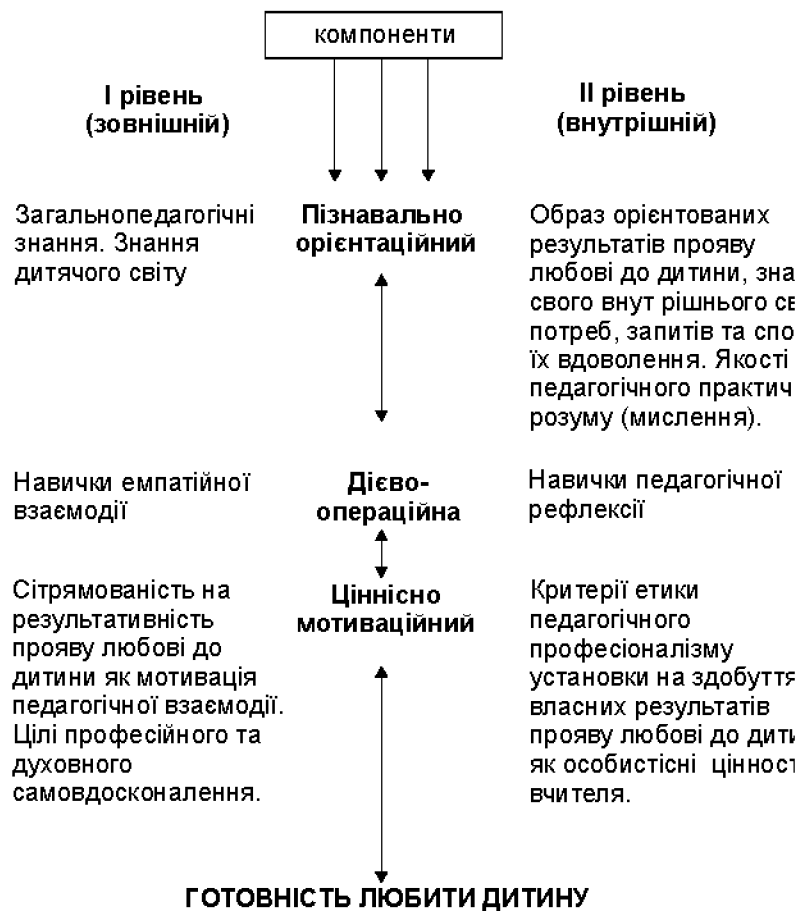 компоненти
І рівень
(зовнішній)
ІІ рівень
(внутрішній)
Загальнопедагогічні
знання. Знання
дитячого світу
Пізнавально
орієнтаційний
Образ орієнтованих
результатів прояву
любові до дитини, зна
свого внут рішнього св
потреб, запитів та спо
їх вдоволення. Якості
педагогічного практич
розуму (мислення).
Навички емпатійної
взаємодії
Дієво-
операційна
Навички педагогічної
рефлексії
Сітрямованість на
результативність
прояву любові до
дитини як мотивація
педагогічної взаємодії.
Цілі професійного та
духовного
самовдосконалення.
Ціннісно
мотиваційний
Критерії етики
педагогічного
професіоналізму
установки на здобуття
власних результатів
прояву любові до дити
як особистісні цінност
вчителя.
ГОТОВНІСТЬ ЛЮБИТИ ДИТИНУ